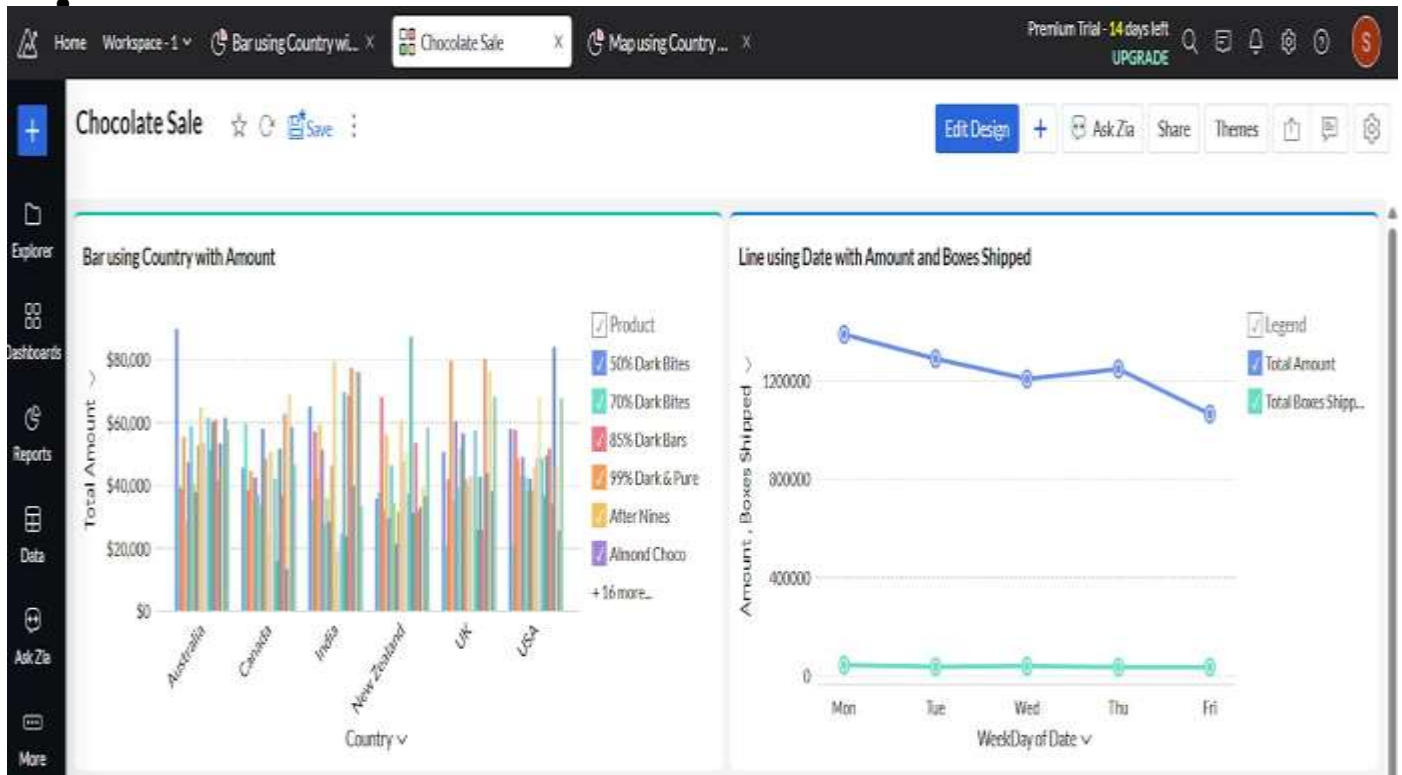 Home Workspace - 1 Bar using Country wi... X Chocolate Sale X Map using Country ... X Premium Trial - 14 days left
UPGRADE
S
Chocolate Sale Save Edit Design + Ask Zia Share Themes
+
Explorer
Dashboards
Reports
Data
Ask Zia
More
Bar using Country with Amount
Total Amount
$80,000
$60,000
$40,000
$20,000
$0
Australia
Canada
India
New Zealand
UK
USA
Country
Product
50% Dark Bites
70% Dark Bites
85% Dark Bars
99% Dark & Pure
After Nines
Almond Choco
+ 16 more...
Line using Date with Amount and Boxes Shipped
Amount , Boxes Shipped
1200000
800000
400000
0
Mon Tue Wed Thu Fri
WeekDay of Date
Legend
Total Amount
Total Boxes Shipp...